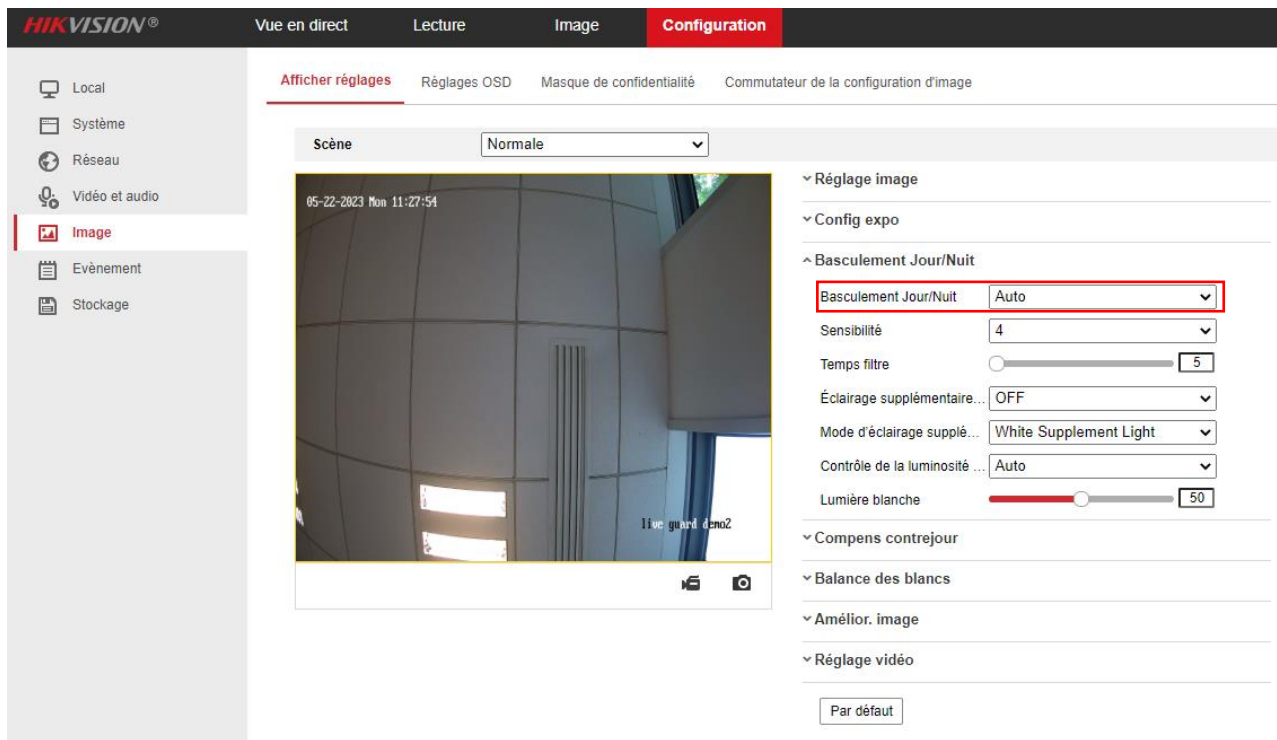 HIKVISION®
Vue en direct Lecture Image Configuration
Local
Système
Réseau
Vidéo et audio
Image
Evènement
Stockage
Afficher réglages Réglages OSD Masque de confidentialité Commutateur de la configuration d'image
Scène Normale
05-22-2023 Mon 11:27:54
live guard demo2
Réglage image
Config expo
Basculement Jour/Nuit
Basculement Jour/Nuit Auto
Sensibilité 4
Temps filtre 5
Éclairage supplémentaire... OFF
Mode d'éclairage supplé... White Supplement Light
Contrôle de la luminosité ... Auto
Lumière blanche 50
Compens contrejour
Balance des blancs
Amélior. image
Réglage vidéo
Par défaut